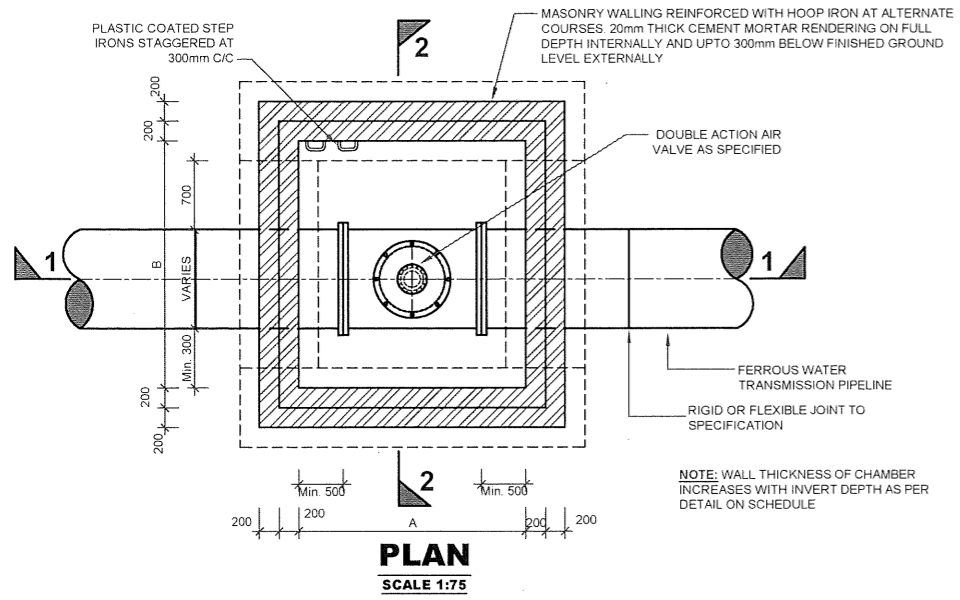 PLASTIC COATED STEP
IRONS STAGGERED AT
300mm C/C
2
MASONRY WALLING REINFORCED WITH HOOP IRON AT ALTERNATE
COURSES. 20mm THICK CEMENT MORTAR RENDERING ON FULL
DEPTH INTERNALLY AND UPTO 300mm BELOW FINISHED GROUND
LEVEL EXTERNALLY
200
200
DOUBLE ACTION AIR
VALVE AS SPECIFIED
700
1
B
VARIES
1
Min. 300
FERROUS WATER
TRANSMISSION PIPELINE
200
RIGID OR FLEXIBLE JOINT TO
SPECIFICATION
200
NOTE: WALL THICKNESS OF CHAMBER
INCREASES WITH INVERT DEPTH AS PER
DETAIL ON SCHEDULE
Min. 500
2
Min. 500
200
200
A
200
200
PLAN
SCALE 1:75